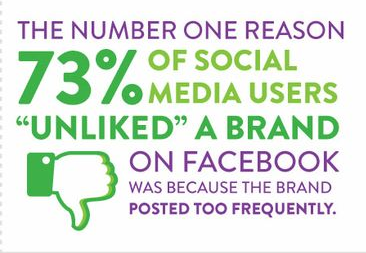 THE NUMBER ONE REASON
73% OF SOCIAL
MEDIA USERS
“UNLIKED” A BRAND
ON FACEBOOK
WAS BECAUSE THE BRAND
POSTED TOO FREQUENTLY.